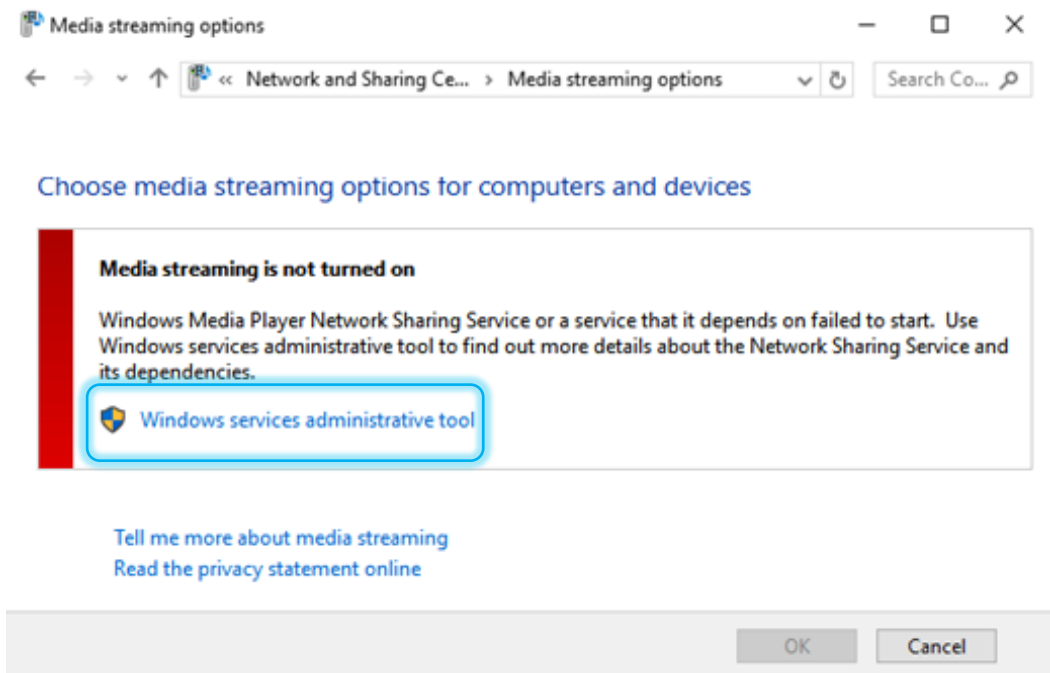 Media streaming options
« Network and Sharing Ce... › Media streaming options
Search Co...
Choose media streaming options for computers and devices
Media streaming is not turned on
Windows Media Player Network Sharing Service or a service that it depends on failed to start.  Use
Windows services administrative tool to find out more details about the Network Sharing Service and
its dependencies.
Windows services administrative tool
Tell me more about media streaming
Read the privacy statement online
OK
Cancel